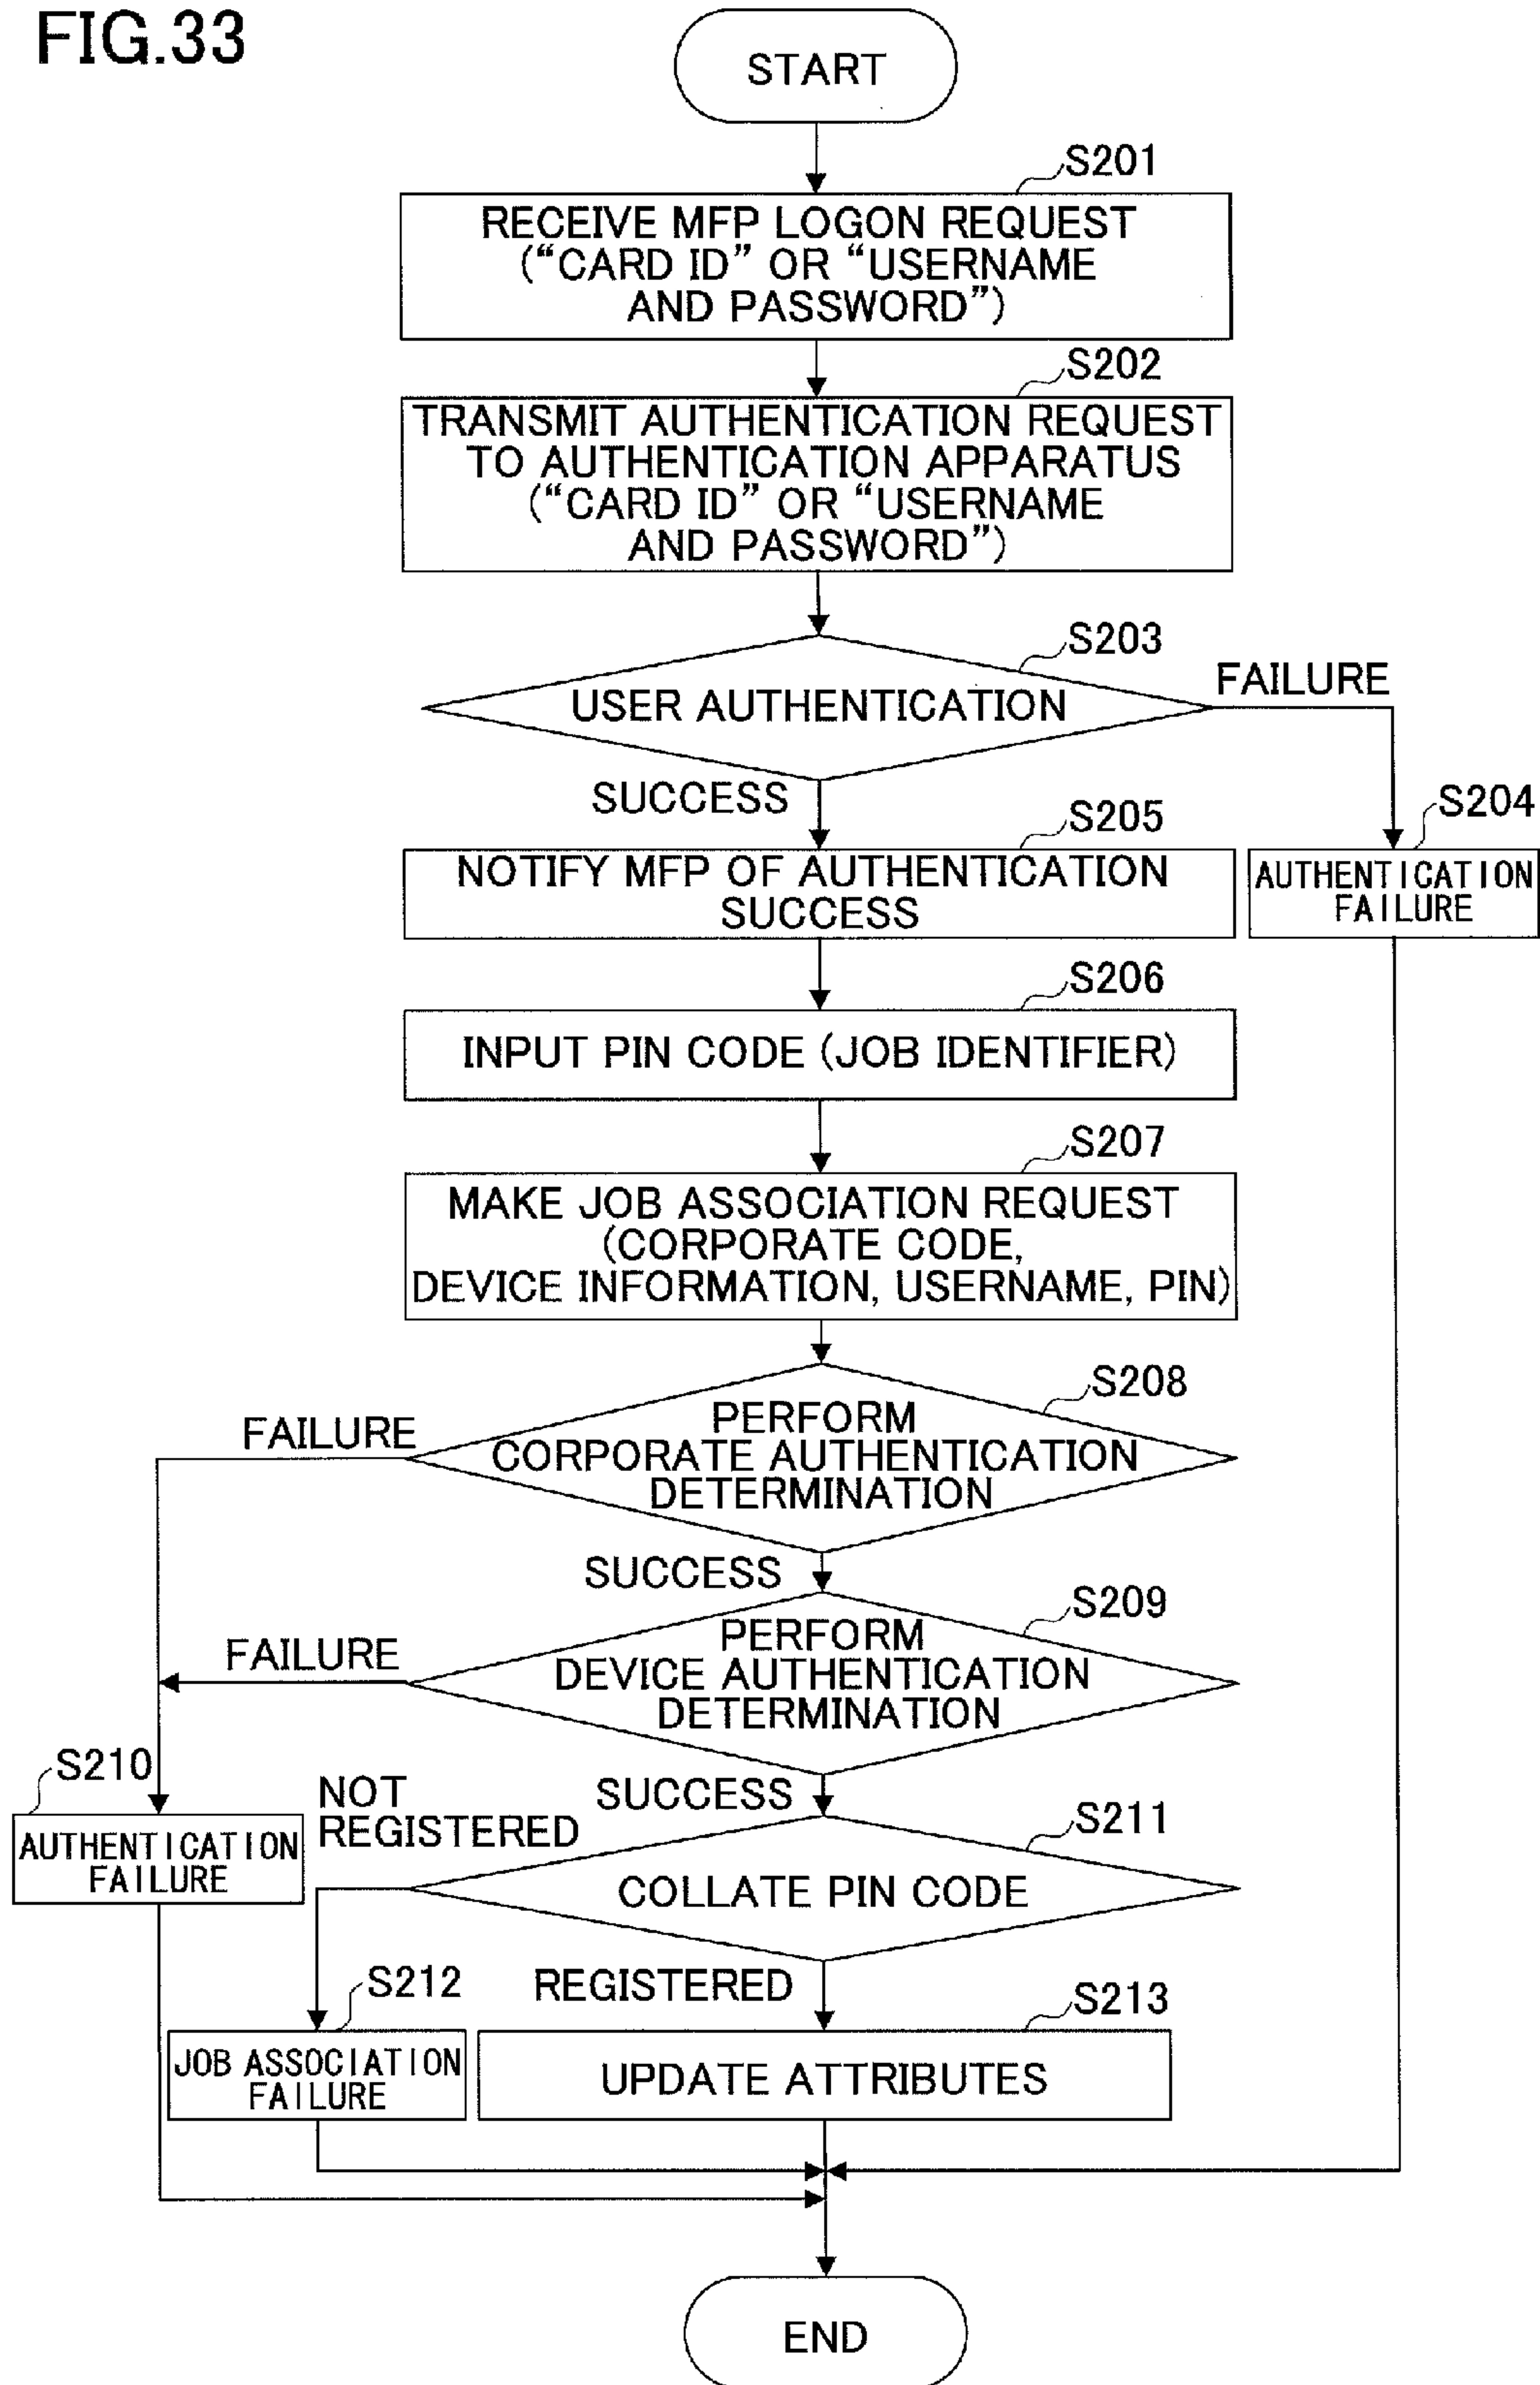 FIG.33
START
S201
RECEIVE MFP LOGON REQUEST
(“CARD ID” OR “USERNAME
AND PASSWORD”)
S202
TRANSMIT AUTHENTICATION REQUEST
TO AUTHENTICATION APPARATUS
(“CARD ID” OR “USERNAME
AND PASSWORD”)
S203
USER AUTHENTICATION
FAILURE
SUCCESS
S204
AUTHENTICATION
FAILURE
S205
NOTIFY MFP OF AUTHENTICATION
SUCCESS
S206
INPUT PIN CODE (JOB IDENTIFIER)
S207
MAKE JOB ASSOCIATION REQUEST
(CORPORATE CODE,
DEVICE INFORMATION, USERNAME, PIN)
S208
FAILURE
PERFORM
CORPORATE AUTHENTICATION
DETERMINATION
SUCCESS
S209
FAILURE
PERFORM
DEVICE AUTHENTICATION
DETERMINATION
S210
AUTHENTICATION
FAILURE
NOT
REGISTERED
SUCCESS
S211
COLLATE PIN CODE
S212
JOB ASSOCIATION
FAILURE
REGISTERED
S213
UPDATE ATTRIBUTES
END